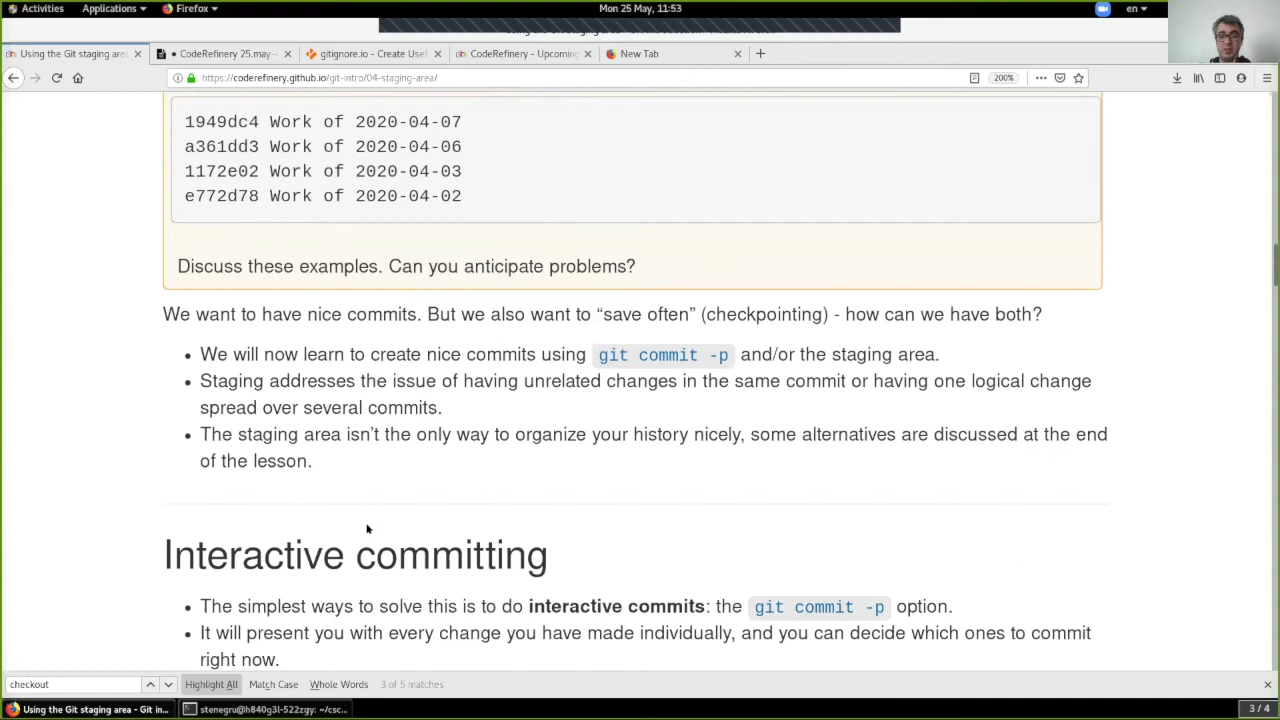 Activities Applications Firefox Mon 25 May, 11:53 en
Using the Git staging are CodeRefinery 25.may- gitignore.io - Create Usef CodeRefinery - Upcoming New Tab
https://coderefinery.github.io/git-intro/04-staging-area/ 200%
1949dc4 Work of 2020-04-07
a361dd3 Work of 2020-04-06
1172e02 Work of 2020-04-03
e772d78 Work of 2020-04-02
Discuss these examples. Can you anticipate problems?
We want to have nice commits. But we also want to “save often” (checkpointing) - how can we have both?
We will now learn to create nice commits using git commit -p and/or the staging area.
Staging addresses the issue of having unrelated changes in the same commit or having one logical change
spread over several commits.
The staging area isn’t the only way to organize your history nicely, some alternatives are discussed at the end
of the lesson.
Interactive committing
The simplest ways to solve this is to do interactive commits: the git commit -p option.
It will present you with every change you have made individually, and you can decide which ones to commit
right now.
checkout Highlight All Match Case Whole Words 3 of 5 matches
Using the Git staging area - Git in... stenegru@h840g3l-522zgy: ~/csc... 3 / 4